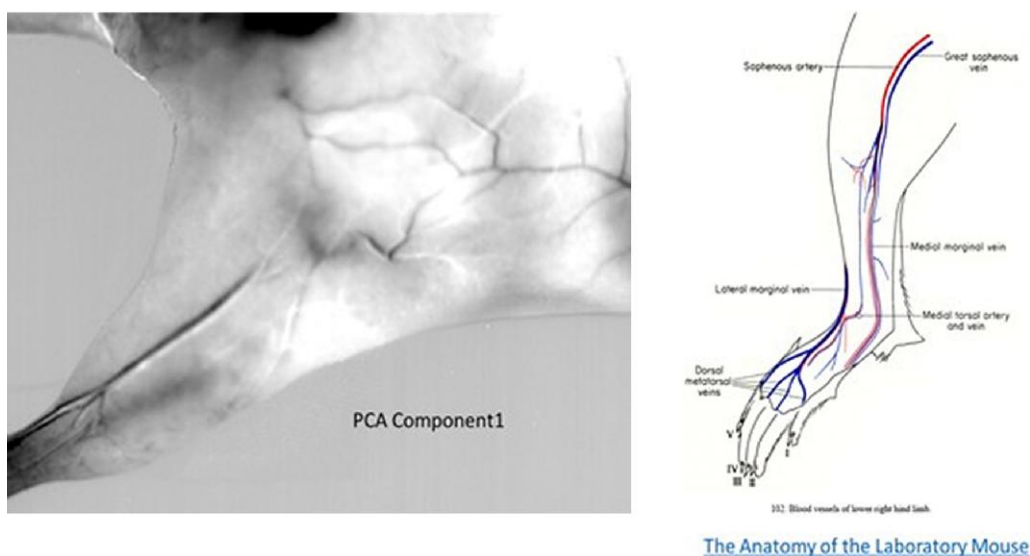 PCA Component1
Saphenous artery
Great saphenous
vein
Medial marginal vein
Lateral marginal vein
Medial tarsal artery
and vein
Dorsal
metatarsal
veins
V
IV
III
II
I
102. Blood vessels of lower right hind limb
The Anatomy of the Laboratory Mouse